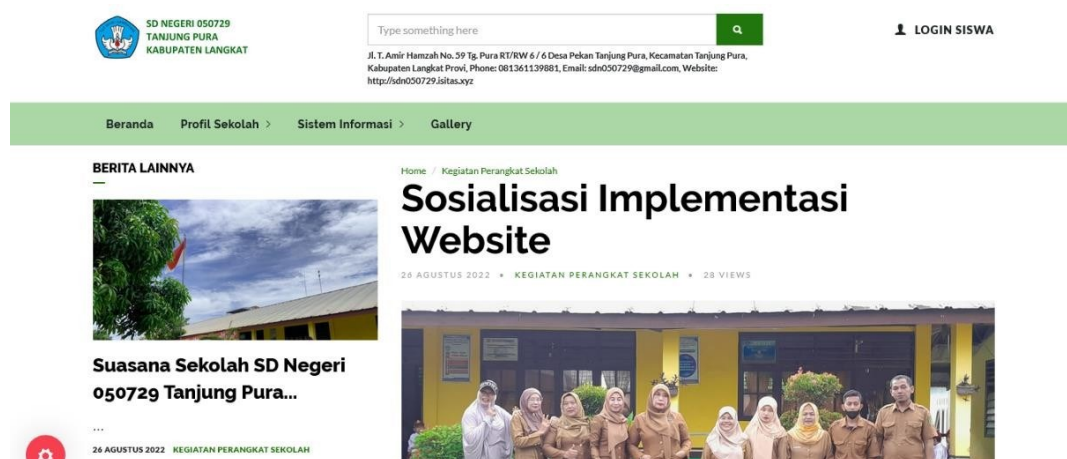 SD NEGERI 050729
TANJUNG PURA
KABUPATEN LANGKAT
Type something here
Jl. T. Amir Hamzah No. 59 Tg. Pura RT/RW 6 / 6 Desa Pekan Tanjung Pura, Kecamatan Tanjung Pura,
Kabupaten Langkat Provi, Phone: 081361139881, Email: sdn050729@gmail.com, Website:
http://sdn050729.isitas.xyz
LOGIN SISWA
Beranda Profil Sekolah > Sistem Informasi > Gallery
BERITA LAINNYA
Suasana Sekolah SD Negeri
050729 Tanjung Pura...
...
26 AGUSTUS 2022 KEGIATAN PERANGKAT SEKOLAH
Home / Kegiatan Perangkat Sekolah
Sosialisasi Implementasi
Website
26 AGUSTUS 2022 • KEGIATAN PERANGKAT SEKOLAH • 28 VIEWS